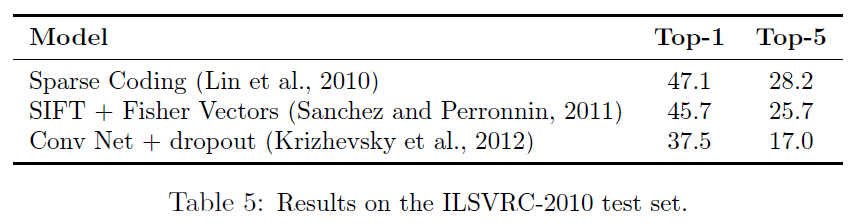 Model Top-1 Top-5
Sparse Coding (Lin et al., 2010) 47.1 28.2
SIFT + Fisher Vectors (Sanchez and Perronnin, 2011) 45.7 25.7
Conv Net + dropout (Krizhevsky et al., 2012) 37.5 17.0
Table 5: Results on the ILSVRC-2010 test set.